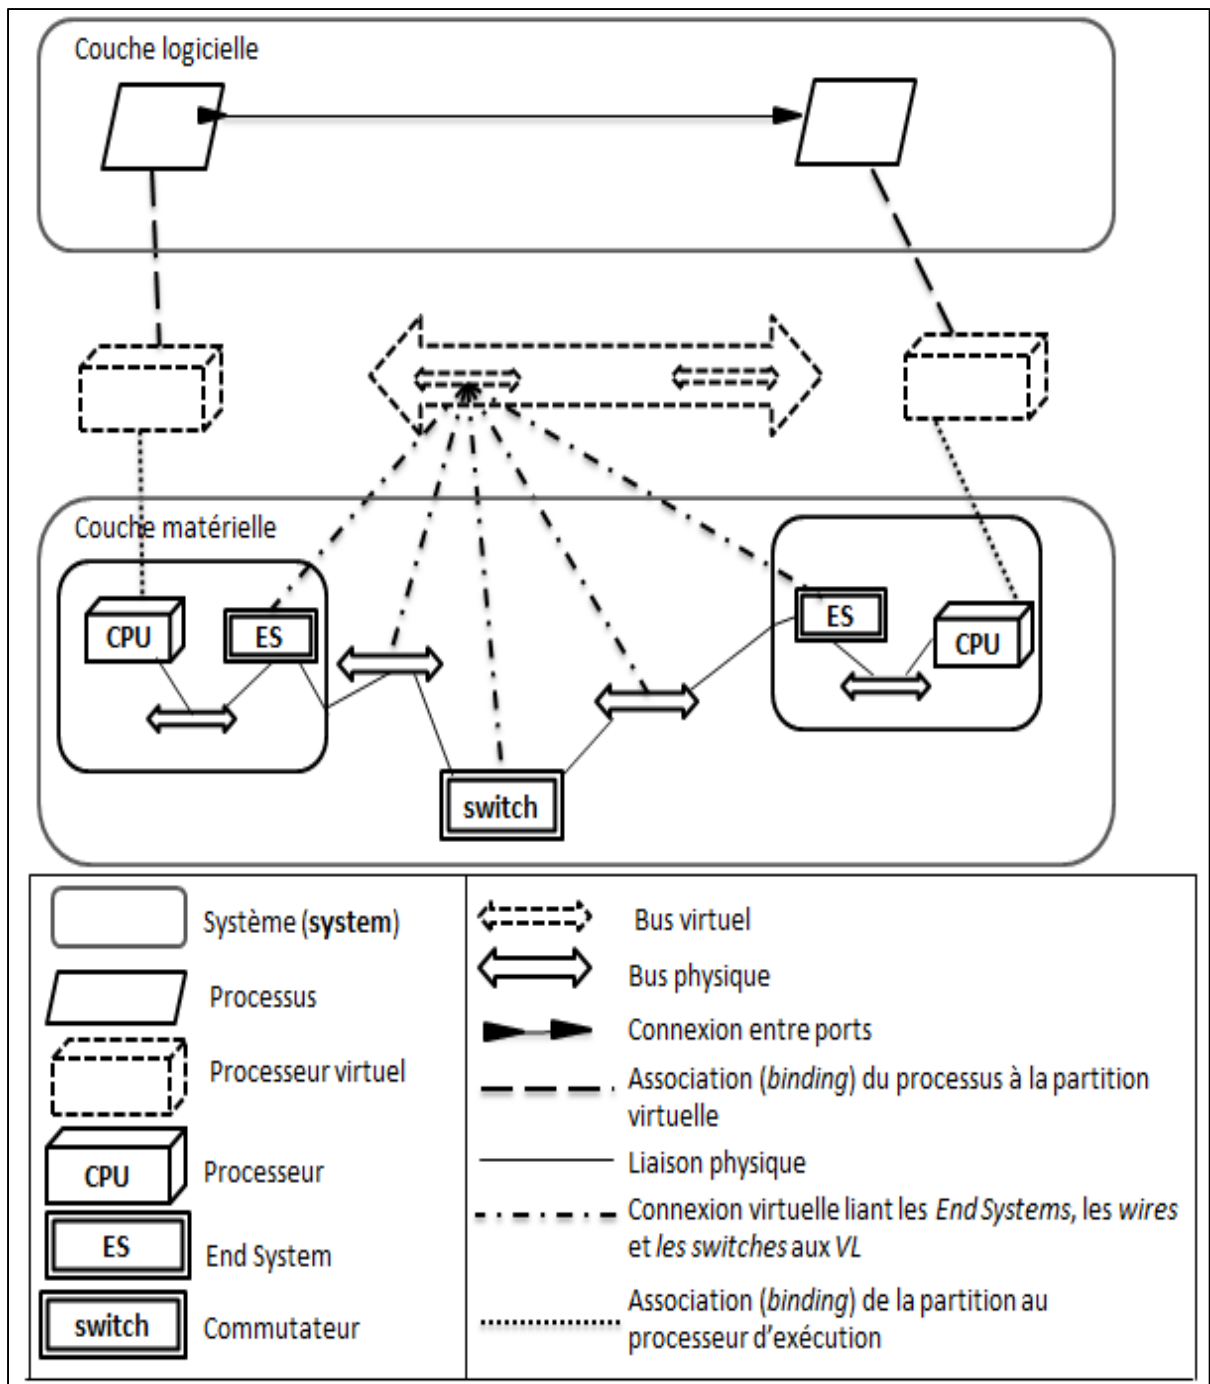 Couche logicielle
Couche matérielle
CPU
ES
ES
CPU
switch
Système (system)
Processus
Processeur virtuel
CPU
Processeur
ES
End System
switch
Commutateur
Bus virtuel
Bus physique
Connexion entre ports
Association (binding) du processus à la partition
virtuelle
Liaison physique
Connexion virtuelle liant les End Systems, les wires
et les switches aux VL
Association (binding) de la partition au
processeur d'exécution